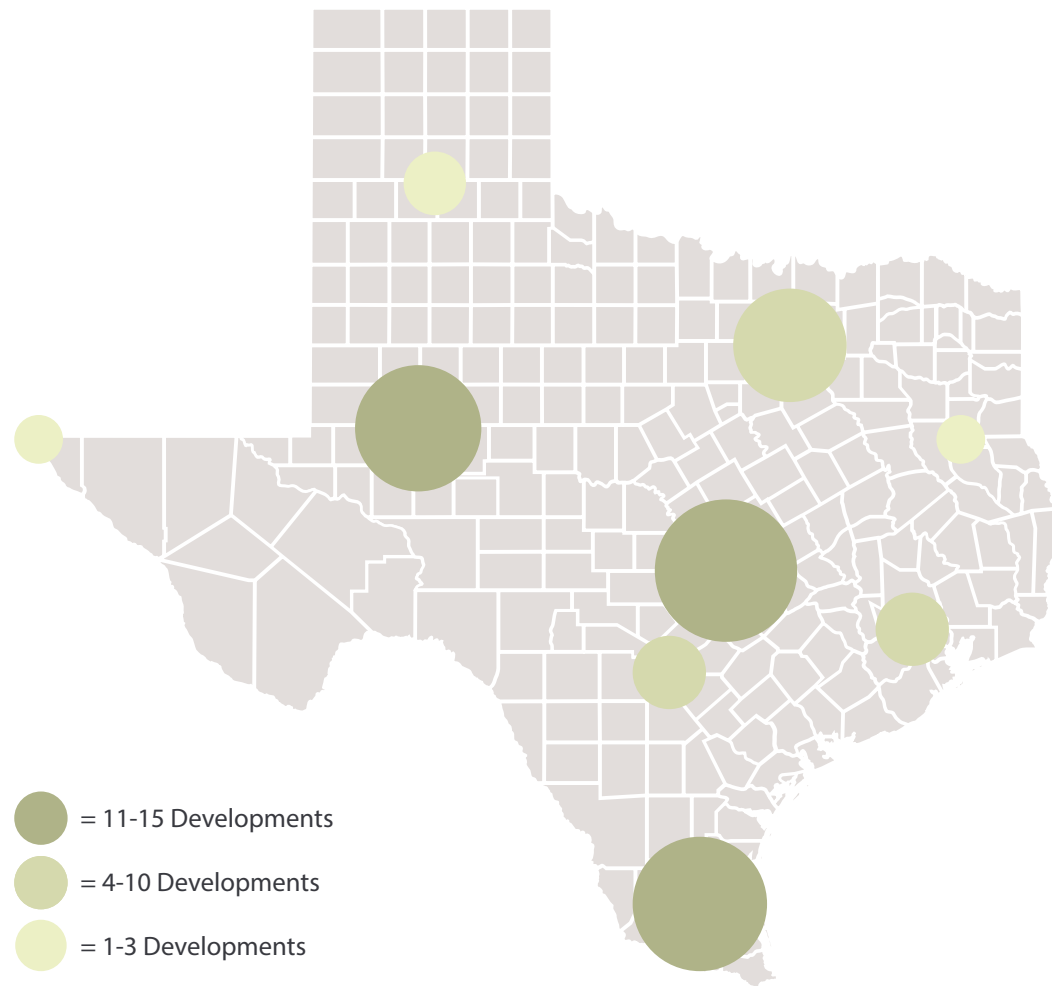 = 11-15 Developments
= 4-10 Developments
= 1-3 Developments